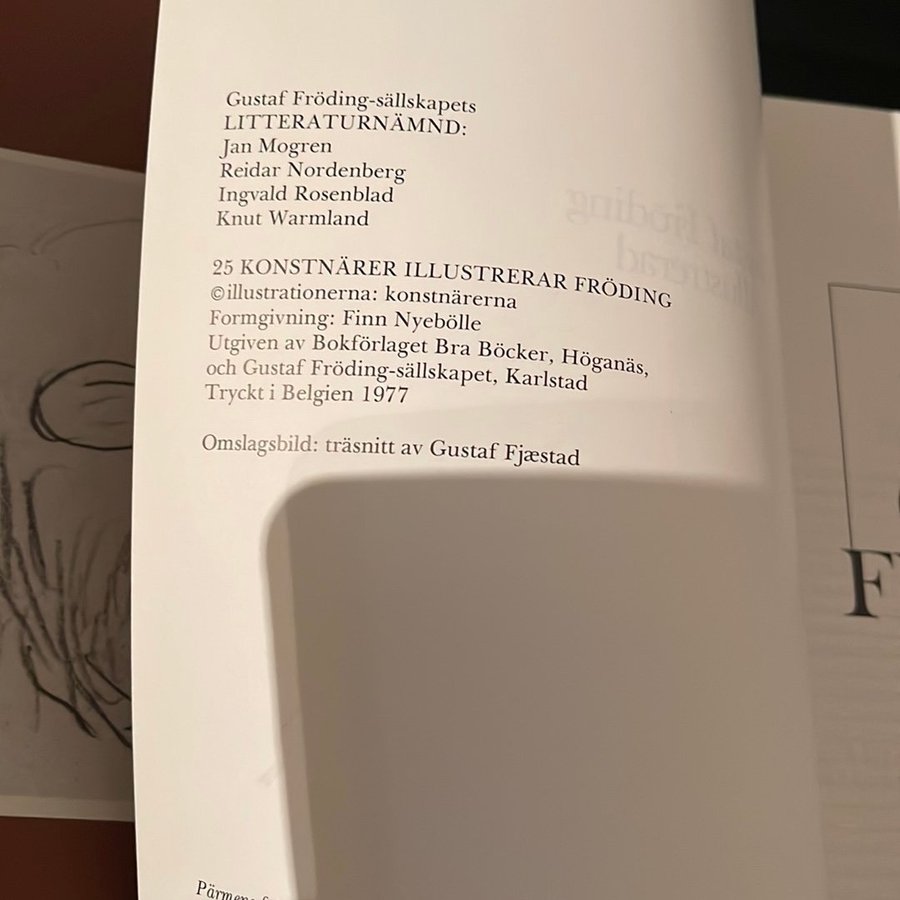 Gustaf Fröding-sällskapets
LITTERATURNÄMND:
Jan Mogren
Reidar Nordenberg
Ingvald Rosenblad
Knut Warmland
25 KONSTNÄRER ILLUSTRERAR FRÖDING
©illustrationerna: konstnärerna
Formgivning: Finn Nyebölle
Utgiven av Bokförlaget Bra Böcker, Höganäs,
och Gustaf Fröding-sällskapet, Karlstad
Tryckt i Belgien 1977
Omslagsbild: träsnitt av Gustaf Fjæstad